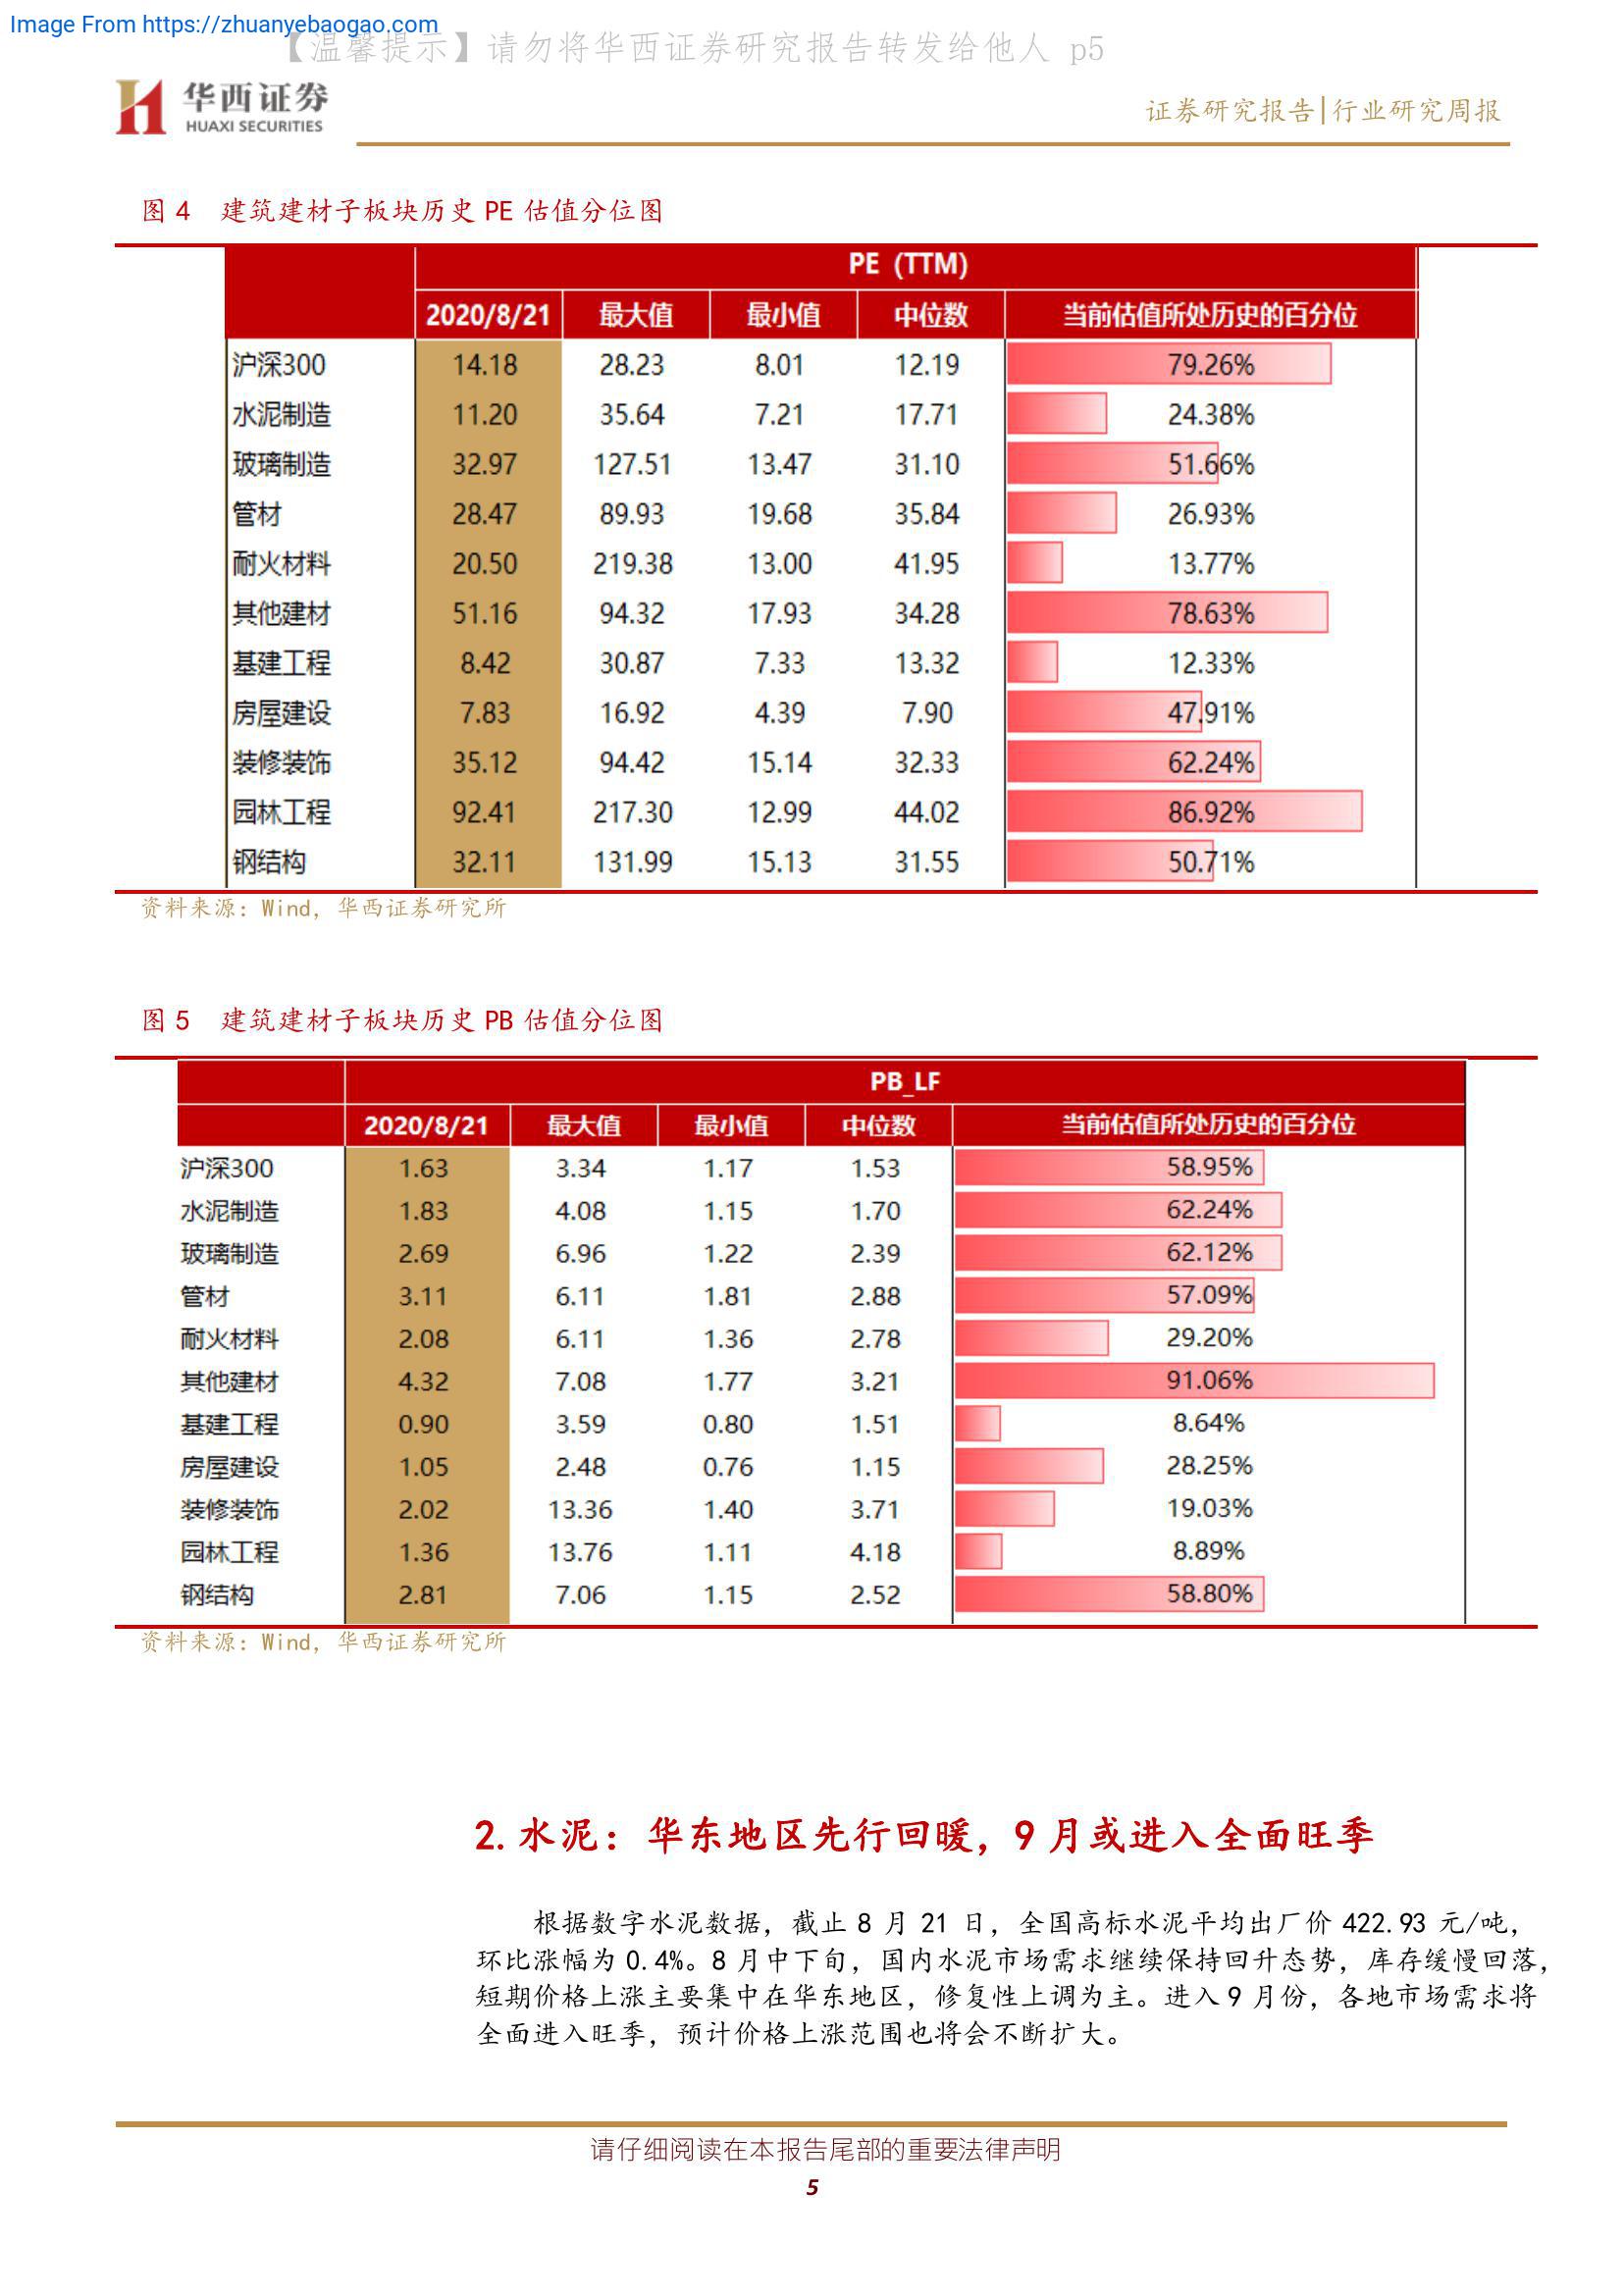 Image From https://zhuanyebaogao.com
【温馨提示】请勿将华西证券研究报告转发给他人 p5
华西证券
HUAXI SECURITIES
证券研究报告|行业研究周报
图 4 建筑建材子板块历史 PE 估值分位图
PE (TTM)
2020/8/21 最大值 最小值 中位数 当前估值所处历史的百分位
沪深300 14.18 28.23 8.01 12.19 79.26%
水泥制造 11.20 35.64 7.21 17.71 24.38%
玻璃制造 32.97 127.51 13.47 31.10 51.66%
管材 28.47 89.93 19.68 35.84 26.93%
耐火材料 20.50 219.38 13.00 41.95 13.77%
其他建材 51.16 94.32 17.93 34.28 78.63%
基建工程 8.42 30.87 7.33 13.32 12.33%
房屋建设 7.83 16.92 4.39 7.90 47.91%
装修装饰 35.12 94.42 15.14 32.33 62.24%
园林工程 92.41 217.30 12.99 44.02 86.92%
钢结构 32.11 131.99 15.13 31.55 50.71%
资料来源：Wind，华西证券研究所
图 5 建筑建材子板块历史 PB 估值分位图
PB_LF
2020/8/21 最大值 最小值 中位数 当前估值所处历史的百分位
沪深300 1.63 3.34 1.17 1.53 58.95%
水泥制造 1.83 4.08 1.15 1.70 62.24%
玻璃制造 2.69 6.96 1.22 2.39 62.12%
管材 3.11 6.11 1.81 2.88 57.09%
耐火材料 2.08 6.11 1.36 2.78 29.20%
其他建材 4.32 7.08 1.77 3.21 91.06%
基建工程 0.90 3.59 0.80 1.51 8.64%
房屋建设 1.05 2.48 0.76 1.15 28.25%
装修装饰 2.02 13.36 1.40 3.71 19.03%
园林工程 1.36 13.76 1.11 4.18 8.89%
钢结构 2.81 7.06 1.15 2.52 58.80%
资料来源：Wind，华西证券研究所
2. 水泥：华东地区先行回暖，9 月或进入全面旺季
根据数字水泥数据，截止 8 月 21 日，全国高标水泥平均出厂价 422.93 元/吨，
环比涨幅为 0.4%。8 月中下旬，国内水泥市场需求继续保持回升态势，库存缓慢回落，
短期价格上涨主要集中在华东地区，修复性上调为主。进入 9 月份，各地市场需求将
全面进入旺季，预计价格上涨范围也将会不断扩大。
请仔细阅读在本报告尾部的重要法律声明
5